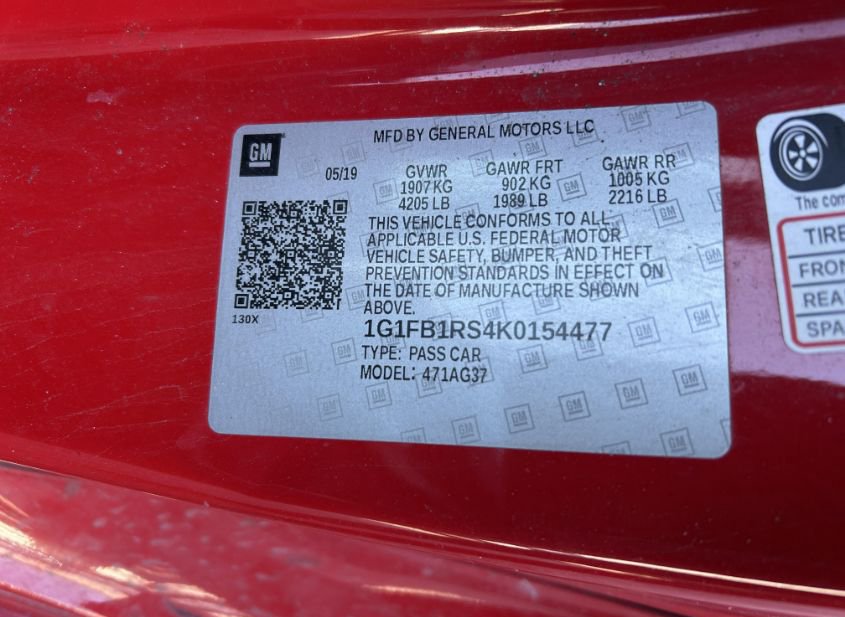 GM
MFD BY GENERAL MOTORS LLC
05/19
GVWR GAWR FRT GAWR RR
1907 KG 902 KG 1005 KG
4205 LB 1989 LB 2216 LB
THIS VEHICLE CONFORMS TO ALL
APPLICABLE U.S. FEDERAL MOTOR
VEHICLE SAFETY, BUMPER, AND THEFT
PREVENTION STANDARDS IN EFFECT ON
THE DATE OF MANUFACTURE SHOWN
ABOVE.
130X
1G1FB1RS4K0154477
TYPE: PASS CAR
MODEL: 471AG37
The com
TIRE
FRON
REA
SPA